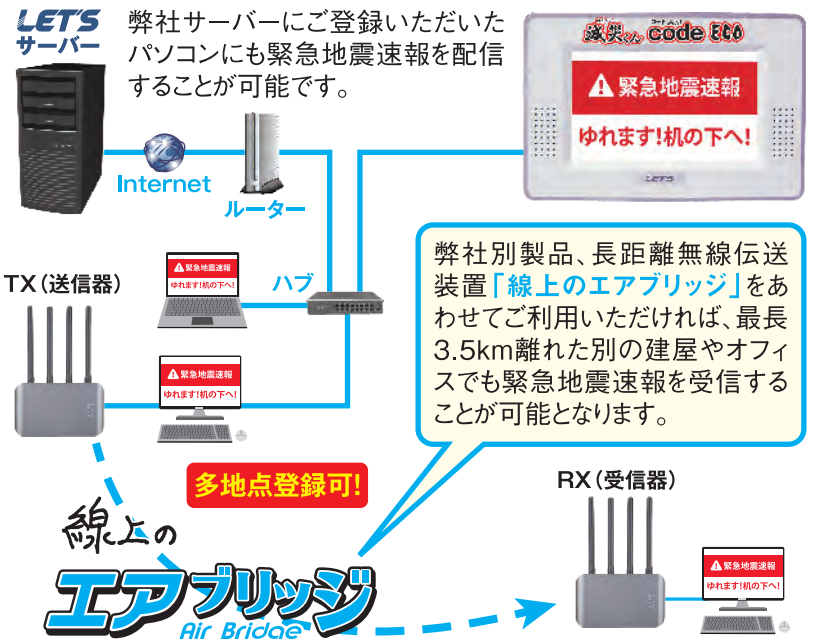 LET'S
サーバー
弊社サーバーにご登録いただいた
パソコンにも緊急地震速報を配信
することが可能です。
Internet
ルーター
減災くん code ECO
緊急地震速報
ゆれます!机の下へ!
LET'S
TX（送信器）
緊急地震速報
ゆれます!机の下へ!
ハブ
緊急地震速報
ゆれます!机の下へ!
弊社別製品、長距離無線伝送
装置「線上のエアブリッジ」をあ
わせてご利用いただければ、最長
3.5km離れた別の建屋やオフィ
スでも緊急地震速報を受信する
ことが可能となります。
多地点登録可!
線上の
エアブリッジ
Air Bridge
RX（受信器）
緊急地震速報
ゆれます!机の下へ!